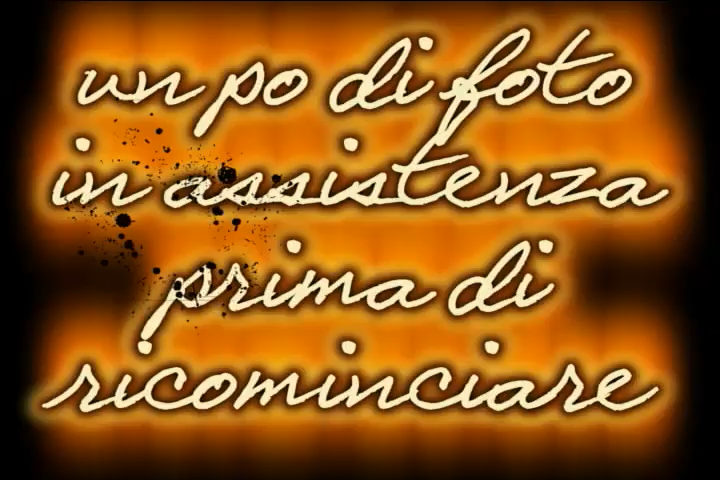 un po di foto
in assistenza
prima di
ricominciare